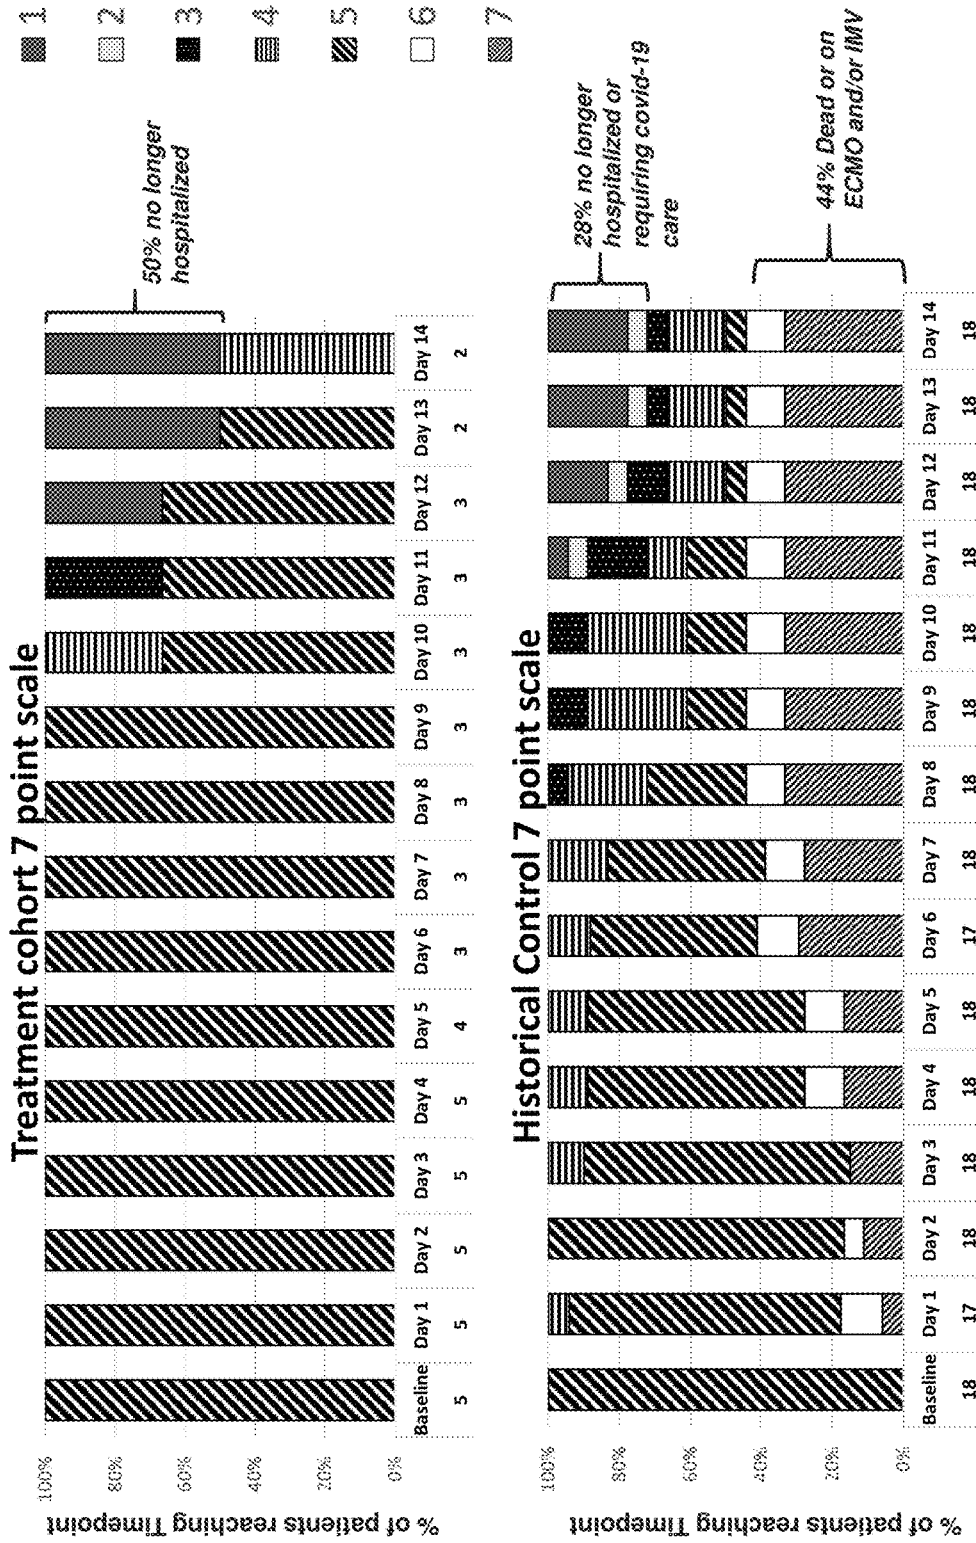 Treatment cohort 7 point scale
% of patients reaching Timepoint
100%
80%
60%
40%
20%
0%
Baseline Day 1 Day 2 Day 3 Day 4 Day 5 Day 6 Day 7 Day 8 Day 9 Day 10 Day 11 Day 12 Day 13 Day 14
5 5 5 5 5 4 3 3 3 3 3 3 3 2 2
50% no longer
hospitalized
1
2
3
4
5
6
7
Historical Control 7 point scale
% of patients reaching Timepoint
100%
80%
60%
40%
20%
0%
Baseline Day 1 Day 2 Day 3 Day 4 Day 5 Day 6 Day 7 Day 8 Day 9 Day 10 Day 11 Day 12 Day 13 Day 14
18 17 18 18 18 18 17 18 18 18 18 18 18 18 18
28% no longer
hospitalized or
requiring covid-19
care
44% Dead or on
ECMO and/or IMV